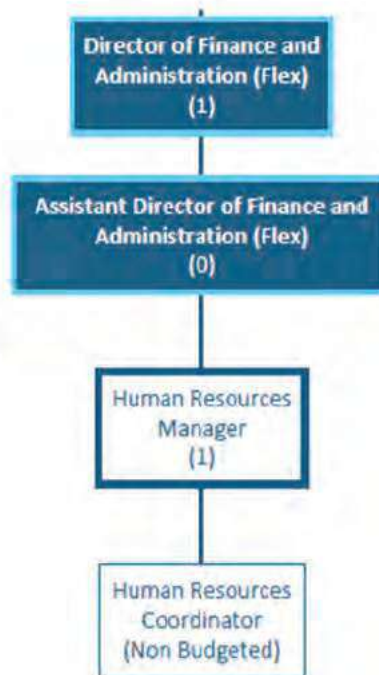 Director of Finance and
Administration (Flex)
(1)
Assistant Director of Finance and
Administration (Flex)
(0)
Human Resources
Manager
(1)
Human Resources
Coordinator
(Non Budgeted)